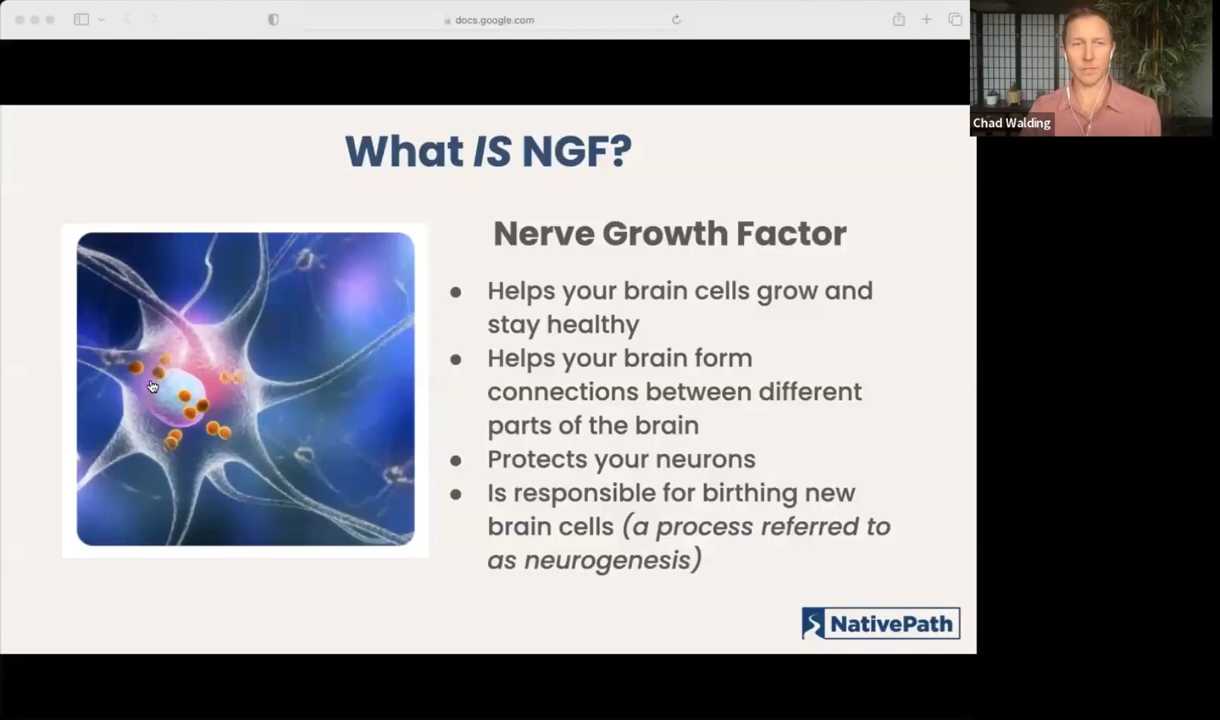 docs.google.com
Chad Walding
What IS NGF?
Nerve Growth Factor
● Helps your brain cells grow and
stay healthy
● Helps your brain form
connections between different
parts of the brain
● Protects your neurons
● Is responsible for birthing new
brain cells (a process referred to
as neurogenesis)
NativePath